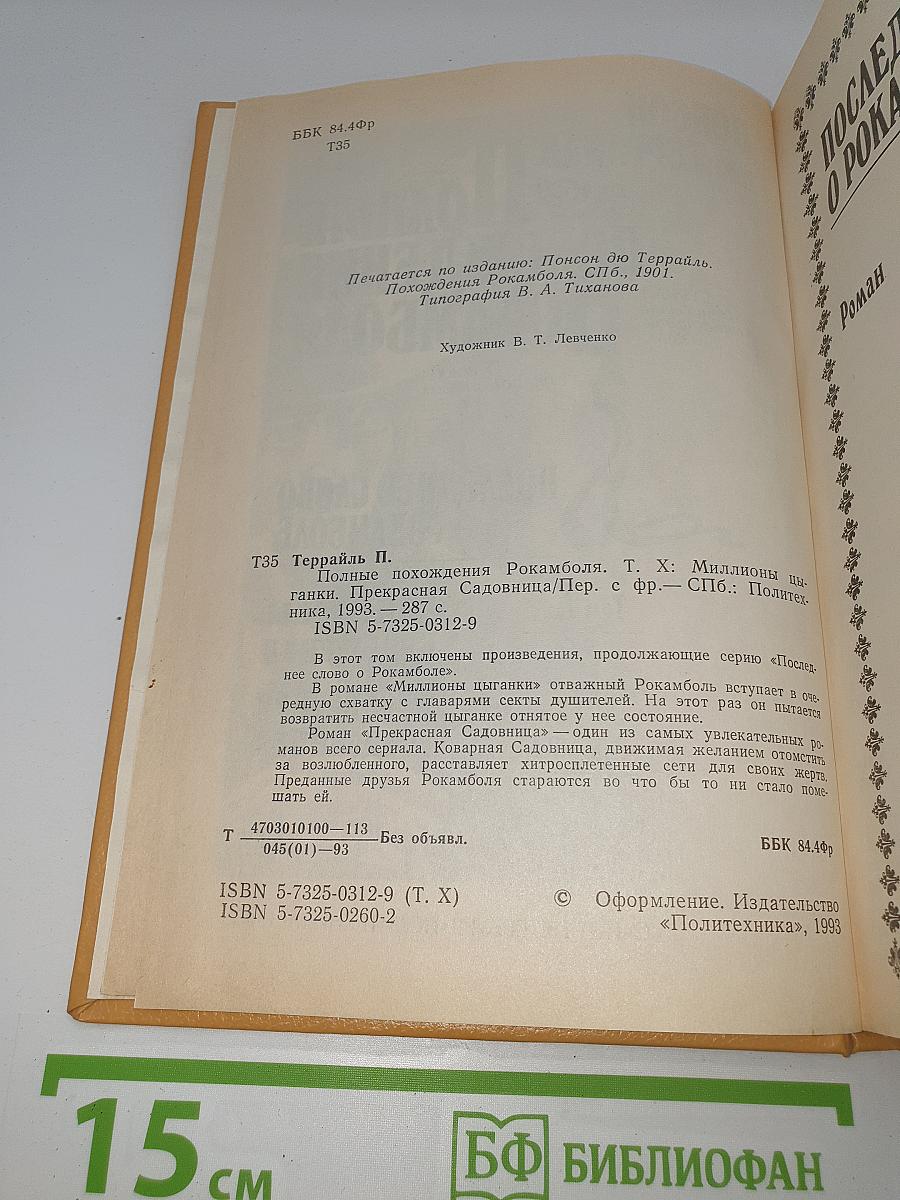 ББК 84.4Фр
Т35
Печатается по изданию: Понсон дю Террайль.
Похождения Рокамболя. СПб., 1901.
Типография В. А. Тиханова
Художник В. Т. Левченко
Т35 Террайль П.
Полные похождения Рокамболя. Т. X: Миллионы цы-
ганки. Прекрасная Садовница/Пер. с фр.— СПб.: Политех-
ника, 1993. — 287 с.
ISBN 5-7325-0312-9
В этот том включены произведения, продолжающие серию «Послед-
нее слово о Рокамболе».
В романе «Миллионы цыганки» отважный Рокамболь вступает в оче-
редную схватку с главарями секты душителей. На этот раз он пытается
возвратить несчастной цыганке отнятое у нее состояние.
Роман «Прекрасная Садовница» — один из самых увлекательных ро-
манов всего сериала. Коварная Садовница, движимая желанием отомстить
за возлюбленного, расставляет хитросплетенные сети для своих жертв.
Преданные друзья Рокамболя стараются во что бы то ни стало поме-
шать ей.
Т 4703010100—113 Без объявл.
045(01)—93
ББК 84.4Фр
ISBN 5-7325-0312-9 (Т. X)
ISBN 5-7325-0260-2
© Оформление. Издательство
«Политехника», 1993
ПОСЛЕД
О РОКА
Роман
15 см
БФ БИБЛИОФАН